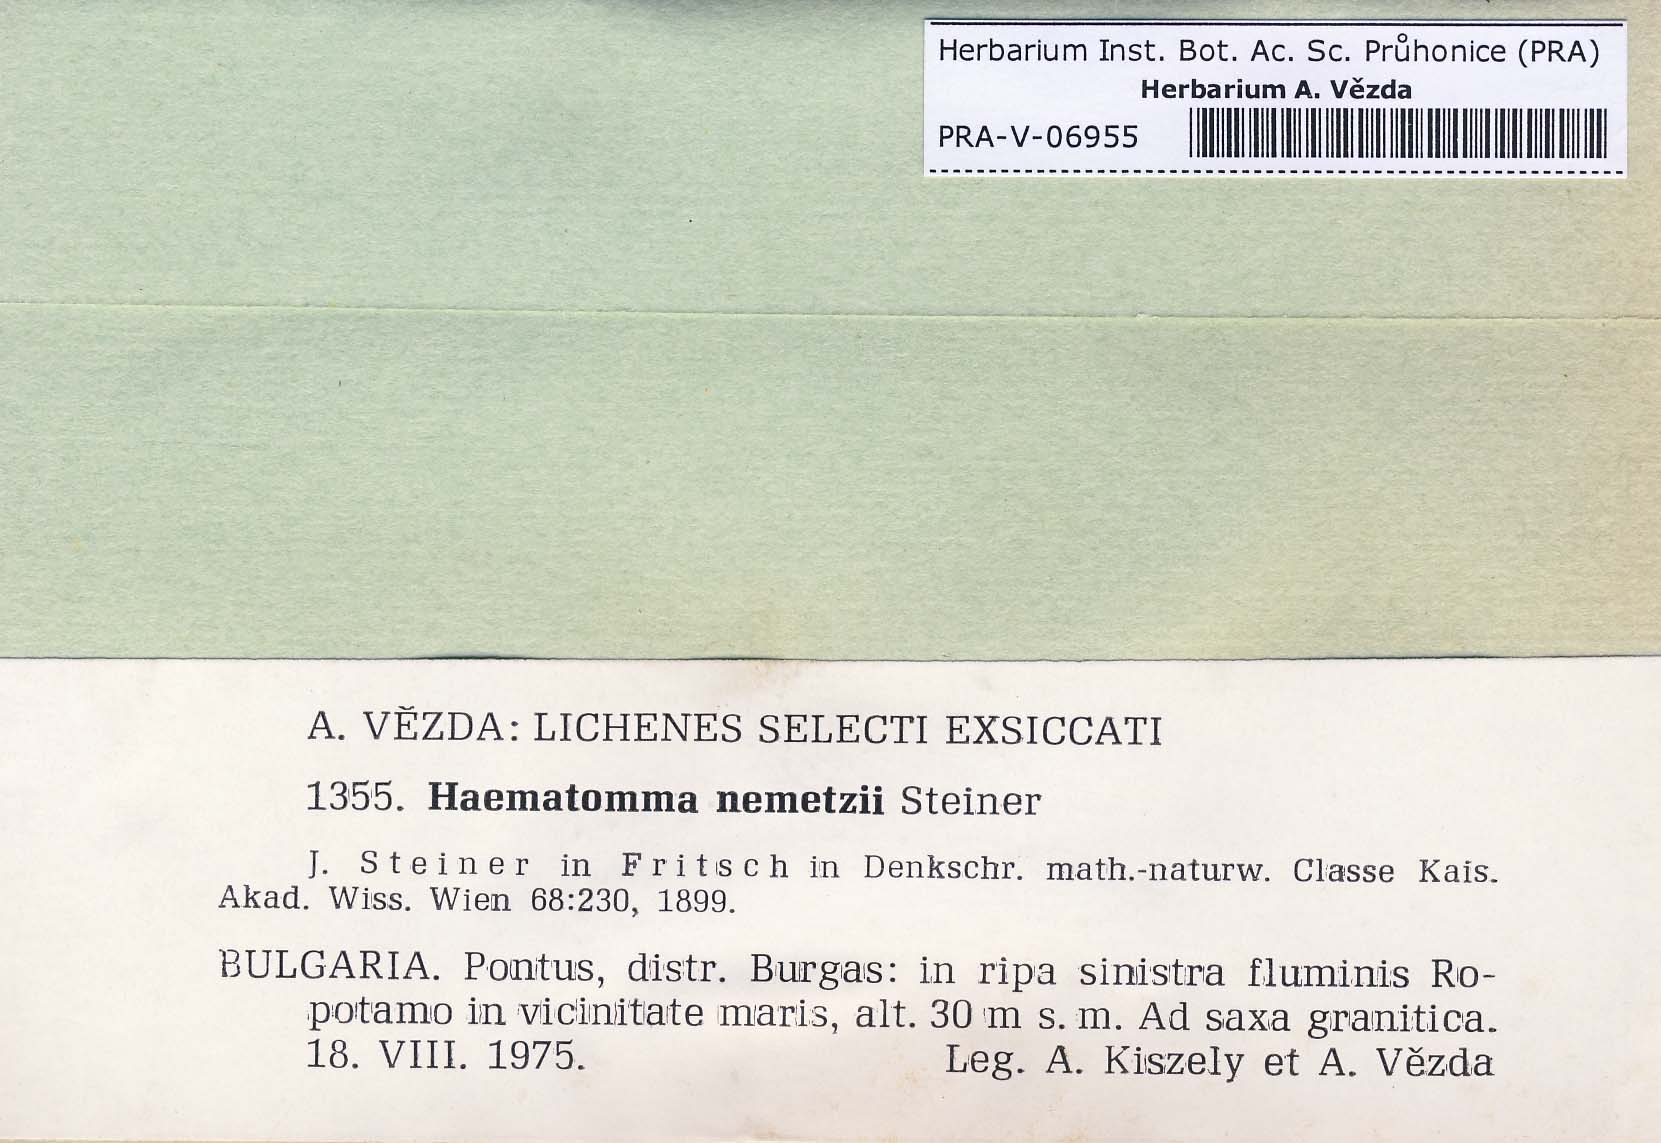 Herbarium Inst. Bot. Ac. Sc. Průhonice (PRA)
Herbarium A. Vězda
PRA-V-06955
A. VĚZDA: LICHENES SELECTI EXSICCATI
1355. Haematomma nemetzii Steiner
J. Steiner in Fritsch in Denkschr. math.-naturw. Classe Kais.
Akad. Wiss. Wien 68:230, 1899.
BULGARIA. Pontus, distr. Burgas: in ripa sinistra fluminis Ro-
potamo in vicinitate maris, alt. 30 m s. m. Ad saxa granitica.
18. VIII. 1975. Leg. A. Kiszely et A. Vězda